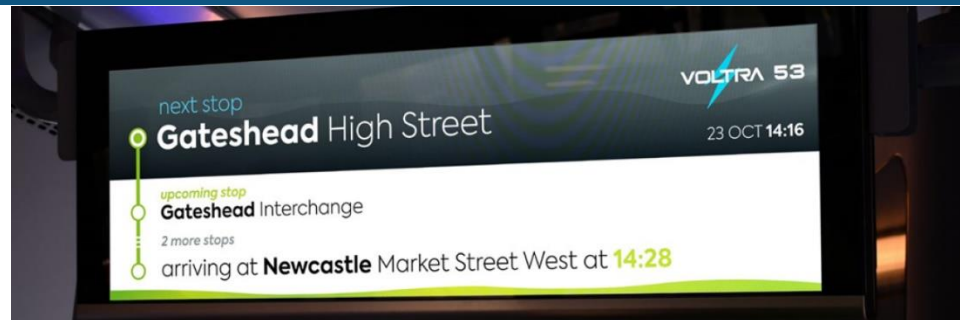 VOLTRA 53
next stop
Gateshead High Street
23 OCT 14:16
upcoming stop
Gateshead Interchange
2 more stops
arriving at Newcastle Market Street West at 14:28